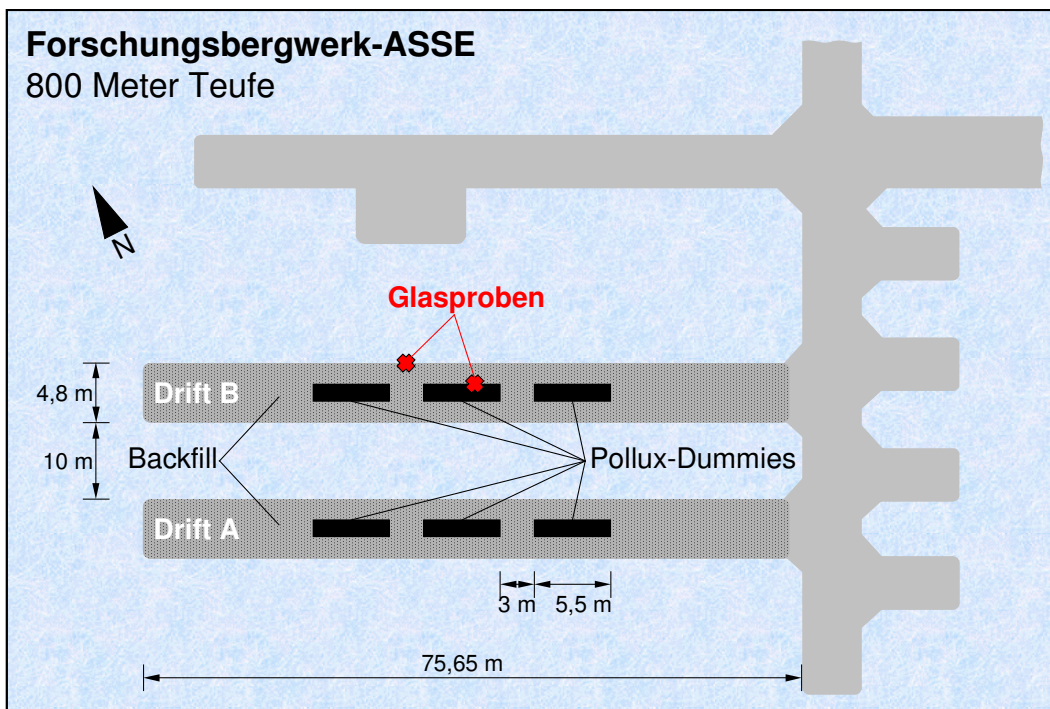 Forschungsbergwerk-ASSE
800 Meter Teufe
N
Glasproben
4,8 m
Drift B
10 m
Backfill
Pollux-Dummies
Drift A
3 m
5,5 m
75,65 m